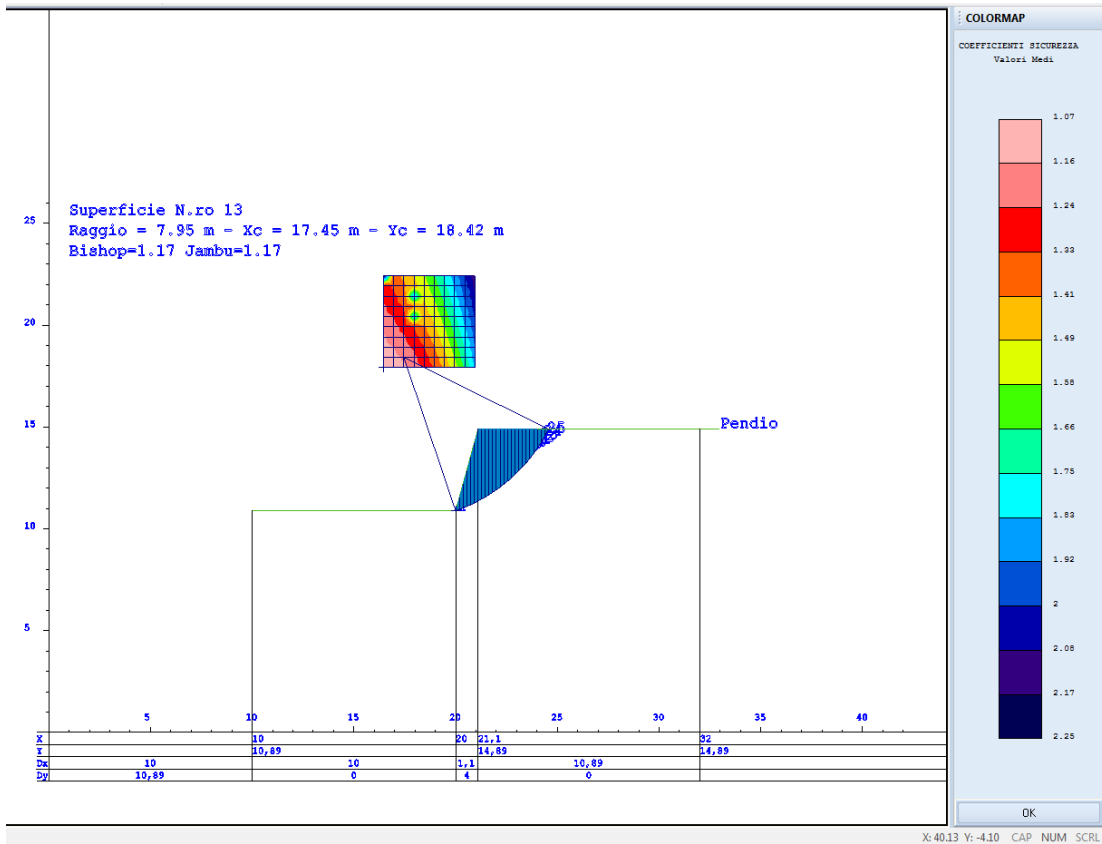 COLORMAP
COEFFICIENTI SICUREZZA
Valori Medi
1.07
1.16
1.24
1.33
1.41
1.49
1.58
1.66
1.75
1.83
1.92
2
2.08
2.17
2.25
OK
Superficie N.ro 13
Raggio = 7.95 m - Xc = 17.45 m - Yc = 18.42 m
Bishop=1.17 Jambu=1.17
25
20
15
10
5
Pendio
25
5 10 15 20 25 30 35 40
X 10 20 21,1 32
Y 10,89 14,89 14,89
Dx 10 10 1,1 10,89
Dy 10,89 0 4 0
X: 40.13 Y: -4.10 CAP NUM SCRL